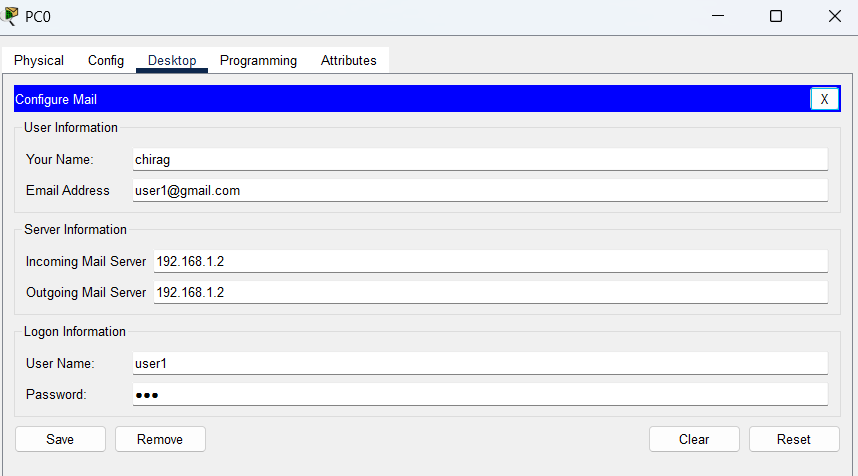 PC0
Physical Config Desktop Programming Attributes
Configure Mail X
User Information
Your Name: chirag
Email Address user1@gmail.com
Server Information
Incoming Mail Server 192.168.1.2
Outgoing Mail Server 192.168.1.2
Logon Information
User Name: user1
Password: ●●●
Save Remove Clear Reset